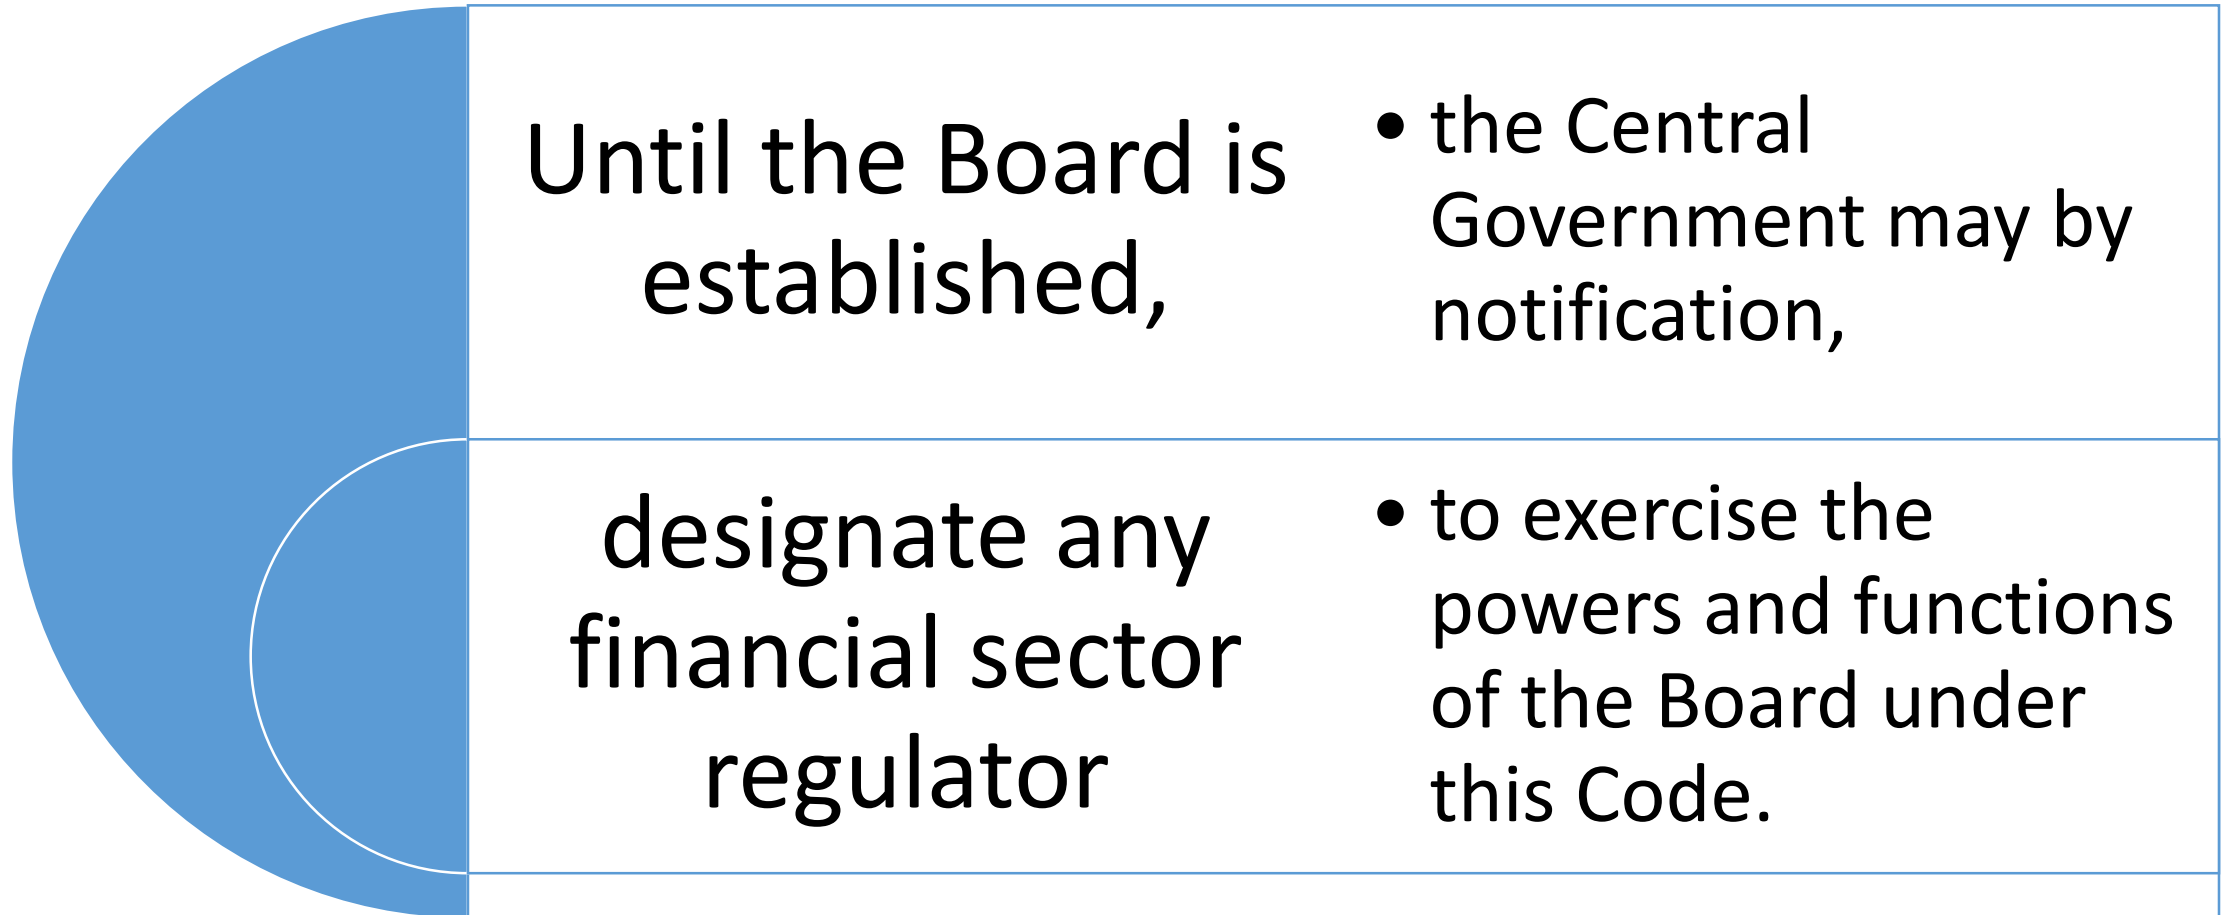 Until the Board is
established,
• the Central
Government may by
notification,
designate any
financial sector
regulator
• to exercise the
powers and functions
of the Board under
this Code.